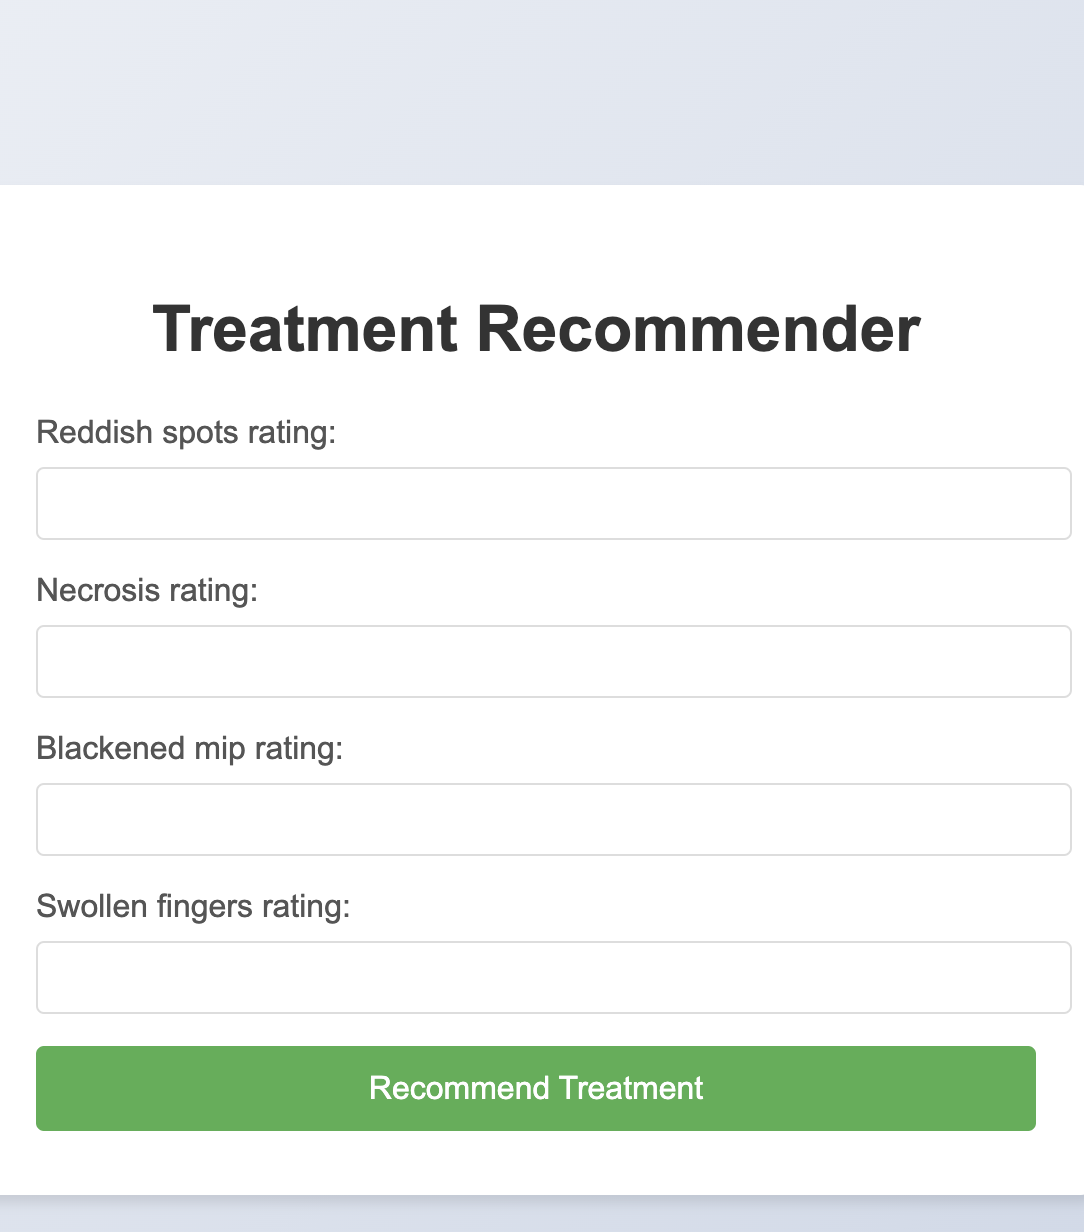 Treatment Recommender
Reddish spots rating:
Necrosis rating:
Blackened mip rating:
Swollen fingers rating:
Recommend Treatment